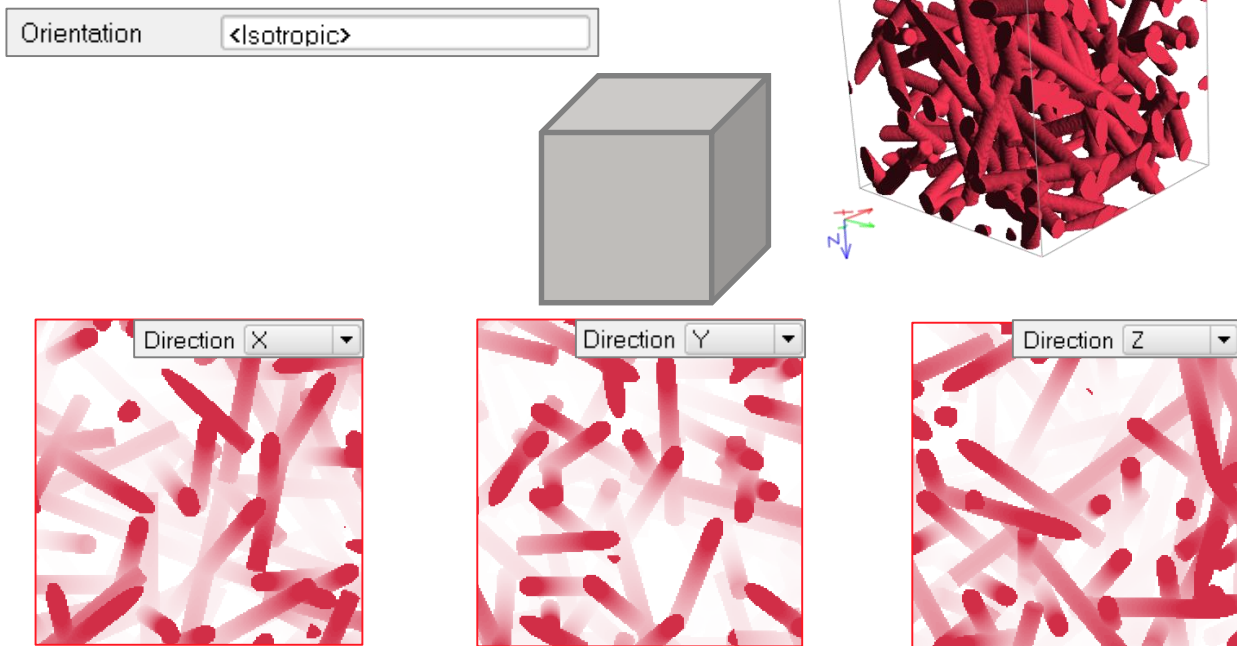 Orientation <Isotropic>
Z
Direction X
Direction Y
Direction Z